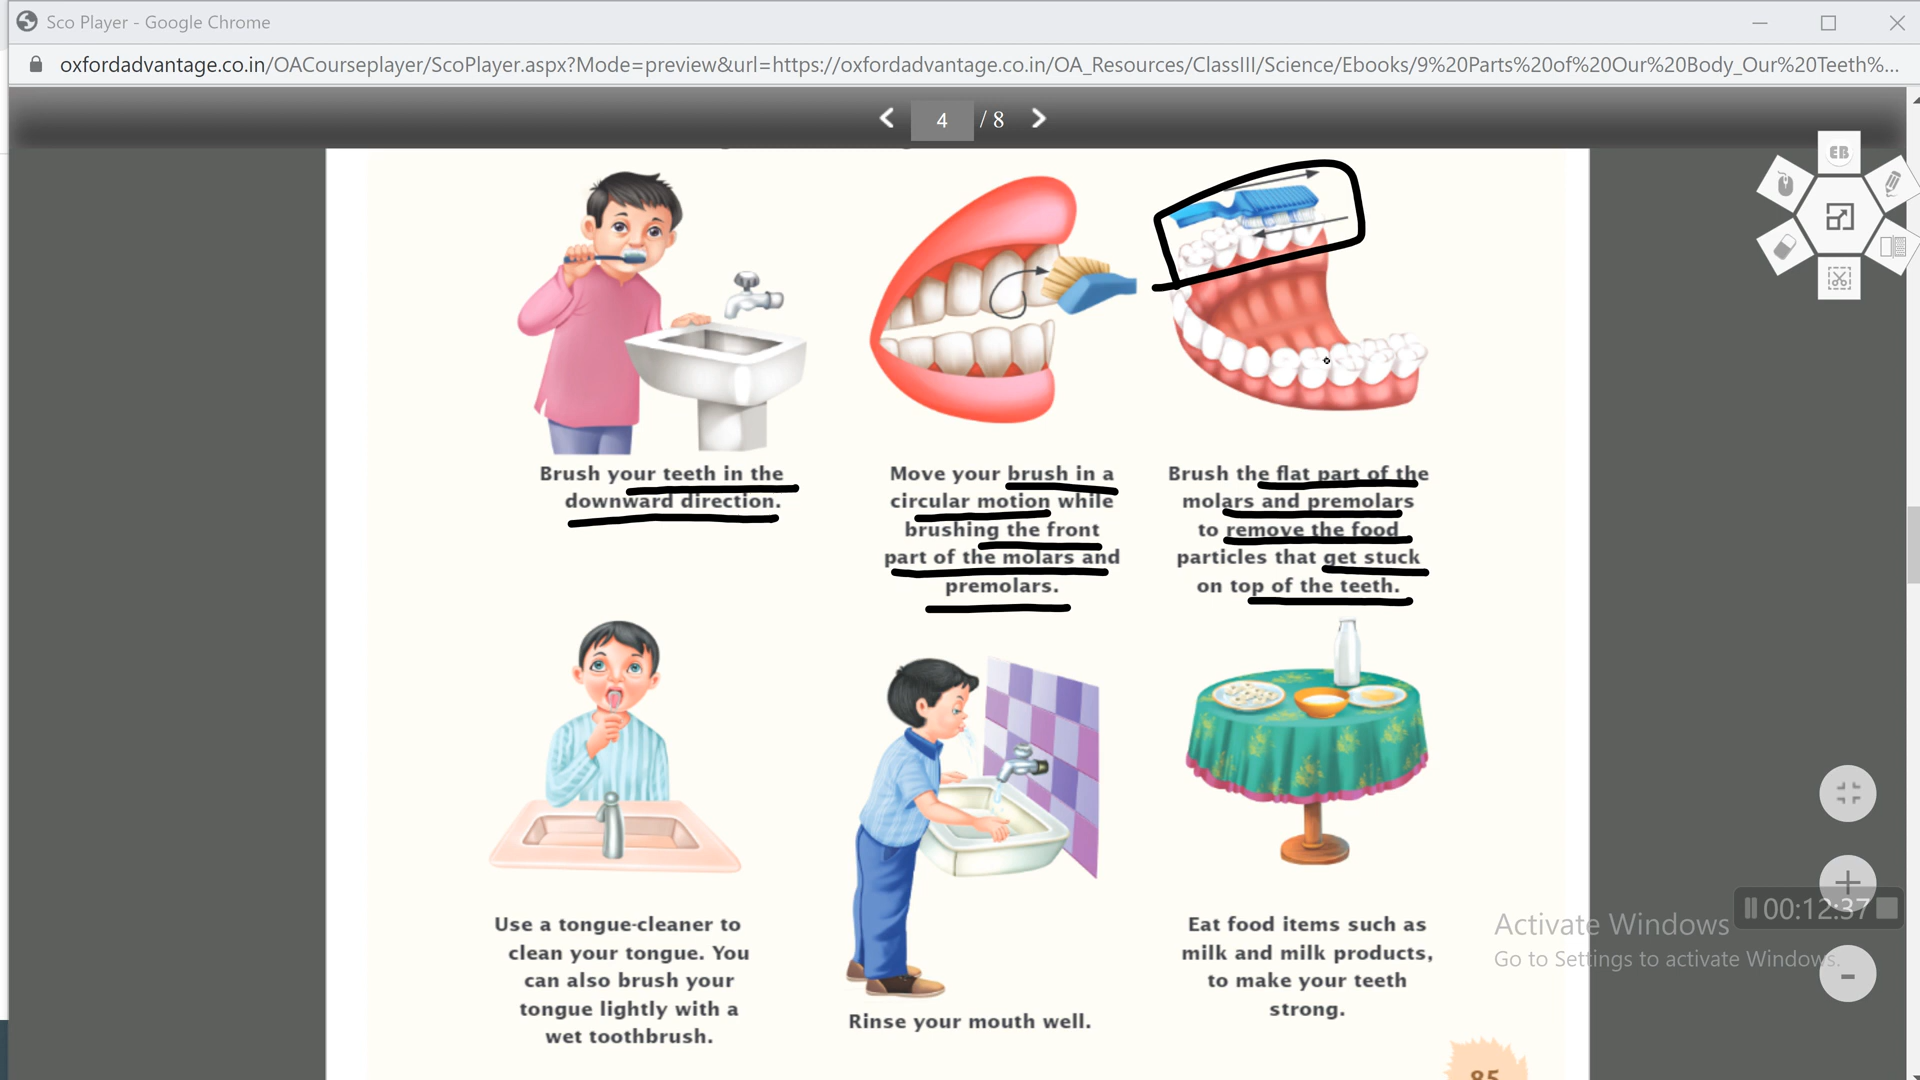 Sco Player - Google Chrome
oxfordadvantage.co.in/OACourseplayer/ScoPlayer.aspx?Mode=preview&url=https://oxfordadvantage.co.in/OA_Resources/ClassIII/Science/Ebooks/9%20Parts%20of%20Our%20Body_Our%20Teeth%...
4 / 8
EB
Brush your teeth in the
downward direction.
Move your brush in a
circular motion while
brushing the front
part of the molars and
premolars.
Brush the flat part of the
molars and premolars
to remove the food
particles that get stuck
on top of the teeth.
Use a tongue-cleaner to
clean your tongue. You
can also brush your
tongue lightly with a
wet toothbrush.
Rinse your mouth well.
Eat food items such as
milk and milk products,
to make your teeth
strong.
00:12:37
Activate Windows
Go to Settings to activate Windows.
85